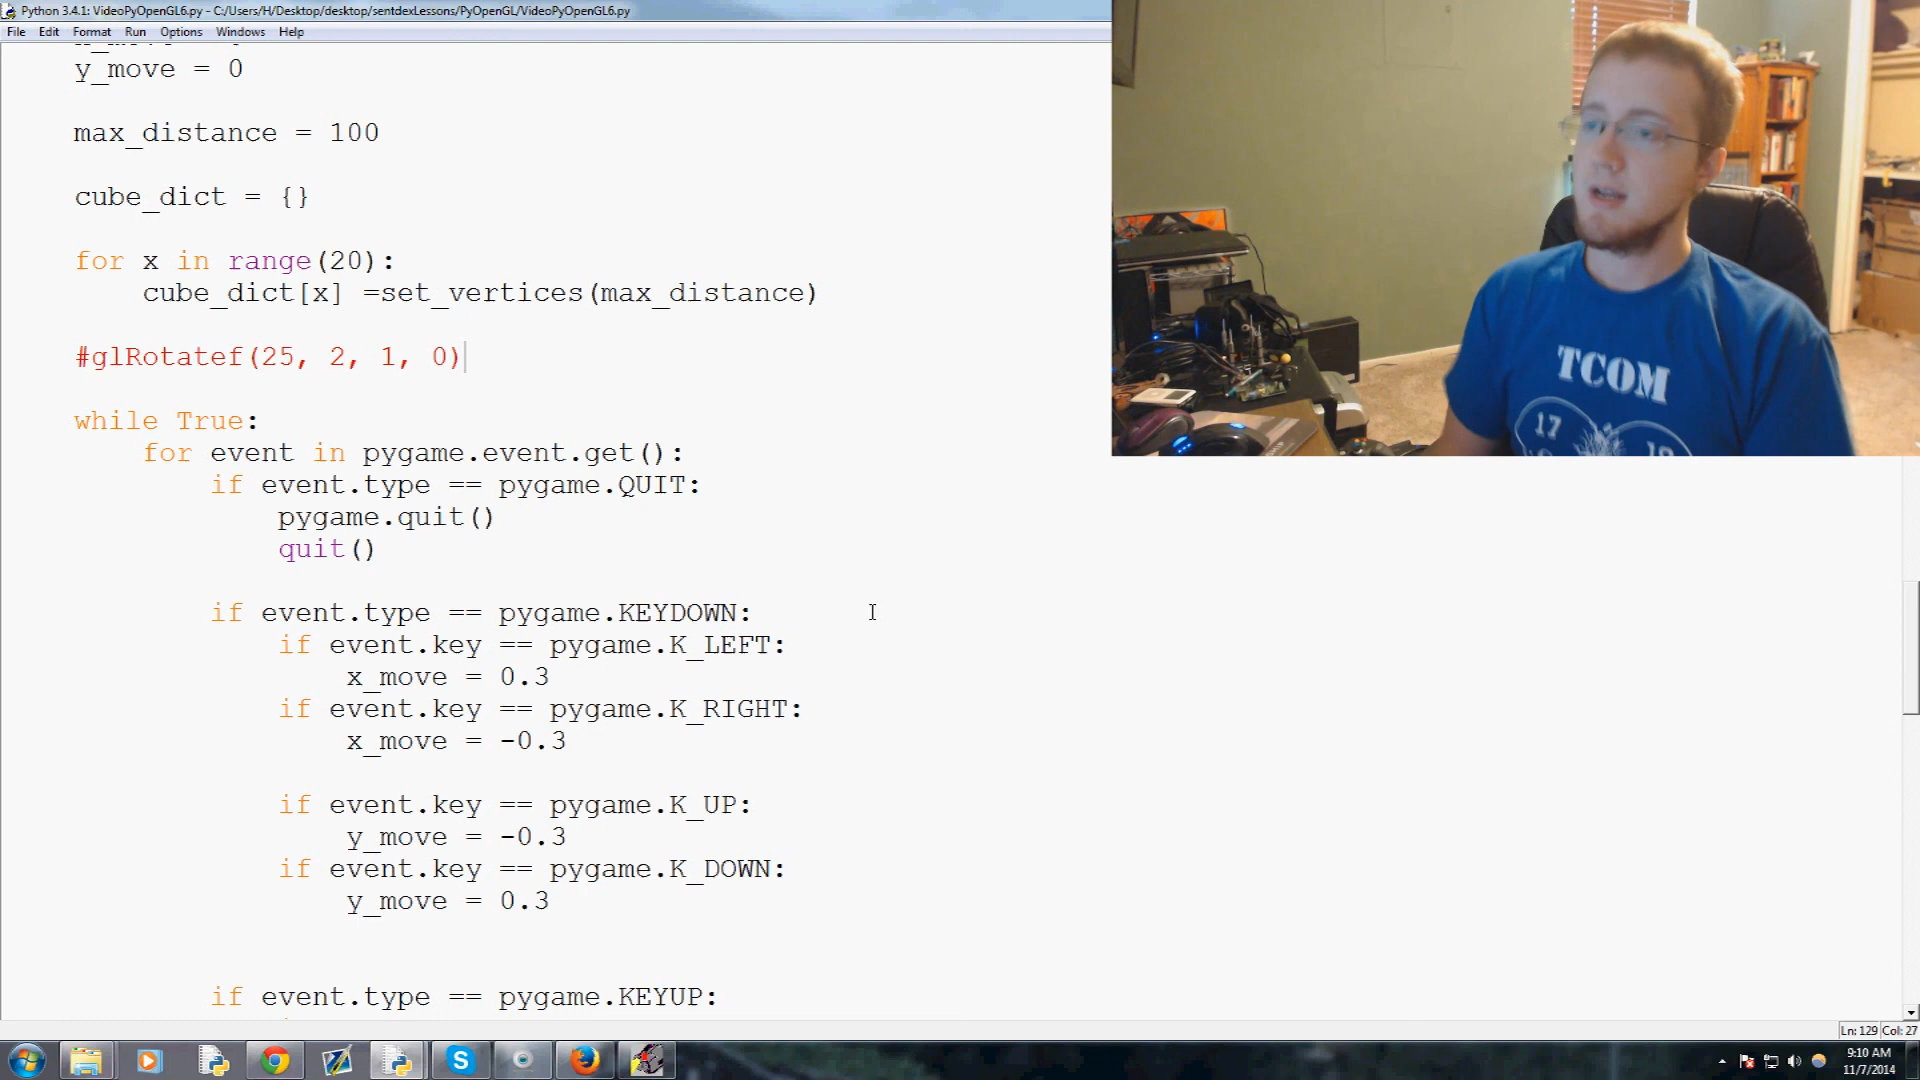 Python 3.4.1: VideoPyOpenGL6.py - C:/Users/H/Desktop/desktop/sentdexLessons/PyOpenGL/VideoPyOpenGL6.py
File Edit Format Run Options Windows Help
y_move = 0
max_distance = 100
cube_dict = {}
for x in range(20):
cube_dict[x] =set_vertices(max_distance)
#glRotatef(25, 2, 1, 0)
while True:
for event in pygame.event.get():
if event.type == pygame.QUIT:
pygame.quit()
quit()
if event.type == pygame.KEYDOWN:
if event.key == pygame.K_LEFT:
x_move = 0.3
if event.key == pygame.K_RIGHT:
x_move = -0.3
if event.key == pygame.K_UP:
y_move = -0.3
if event.key == pygame.K_DOWN:
y_move = 0.3
if event.type == pygame.KEYUP:
TCOM
17
Ln: 129 Col: 27
9:10 AM
11/7/2014